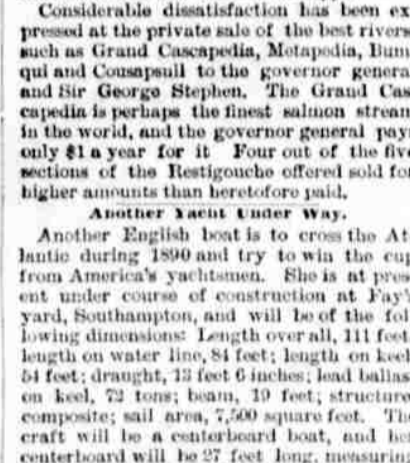 Considerable dissatisfaction has been ex
pressed at the private sale of the best rivers
such as Grand Cascapedia, Metapedia, Bum
qui and Cousapsuil to the governor genera
and Sir George Stephen. The Grand Cas
capedia is perhaps the finest salmon stream
in the world, and the governor general pay
only $1 a year for it Four out of the five
sections of the Restigouche offered sold for
higher amounts than heretofore paid.
Another Yacht Under Way.
Another English boat is to cross the At
lantic during 1890 and try to win the cup
from America's yachtsmen. She is at pres
ent under course of construction at Fay's
yard, Southampton, and will be of the fol
lowing dimensions: Length over all, 111 feet
length on water line, 84 feet; length on keel
54 feet; draught, 13 feet 6 inches; lead ballas
on keel, 72 tons; beam, 19 feet; structure
composite; sail area, 7,500 square feet. The
craft will be a centerboard boat, and her
centerboard will be 27 feet long, measuring